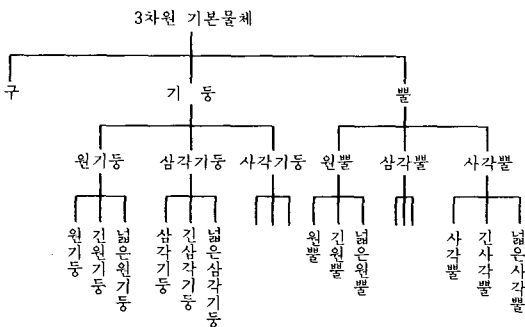 3차원 기본물체
구
기 둥
뿔
원기둥
삼각기둥
사각기둥
원뿔
삼각뿔
사각뿔
원기둥
긴원기둥
넓은원기둥
삼각기둥
긴삼각기둥
넓은삼각기둥
원뿔
긴원뿔
넓은원뿔
사각뿔
긴사각뿔
넓은사각뿔